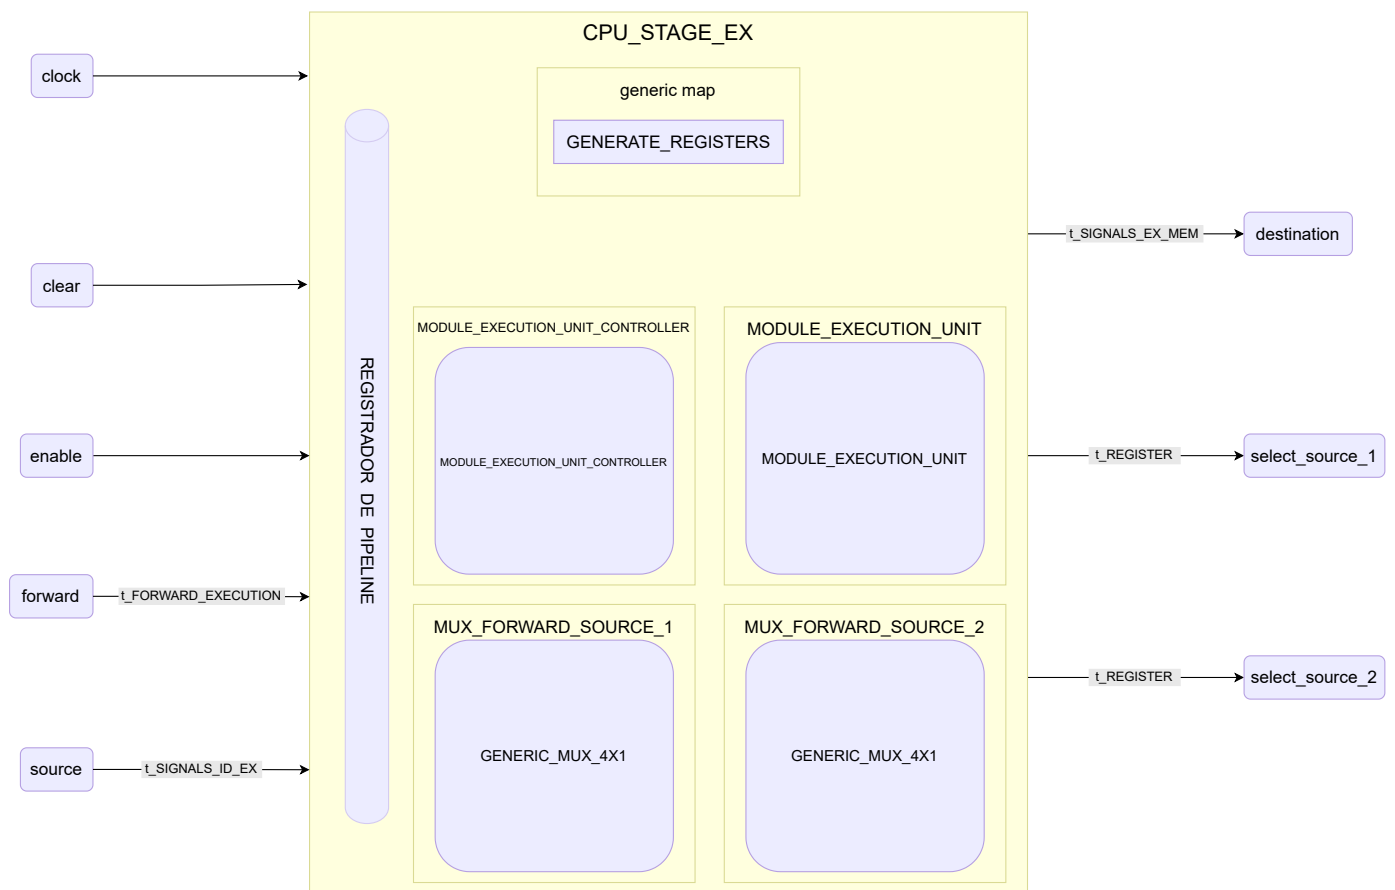 CPU_STAGE_EX
clock
generic map
GENERATE_REGISTERS
t_SIGNALS_EX_MEM
destination
clear
MODULE_EXECUTION_UNIT_CONTROLLER
MODULE_EXECUTION_UNIT
REGISTRADOR DE PIPELINE
enable
MODULE_EXECUTION_UNIT_CONTROLLER
MODULE_EXECUTION_UNIT
t_REGISTER
select_source_1
forward
t_FORWARD_EXECUTION
MUX_FORWARD_SOURCE_1
MUX_FORWARD_SOURCE_2
t_REGISTER
select_source_2
source
t_SIGNALS_ID_EX
GENERIC_MUX_4X1
GENERIC_MUX_4X1